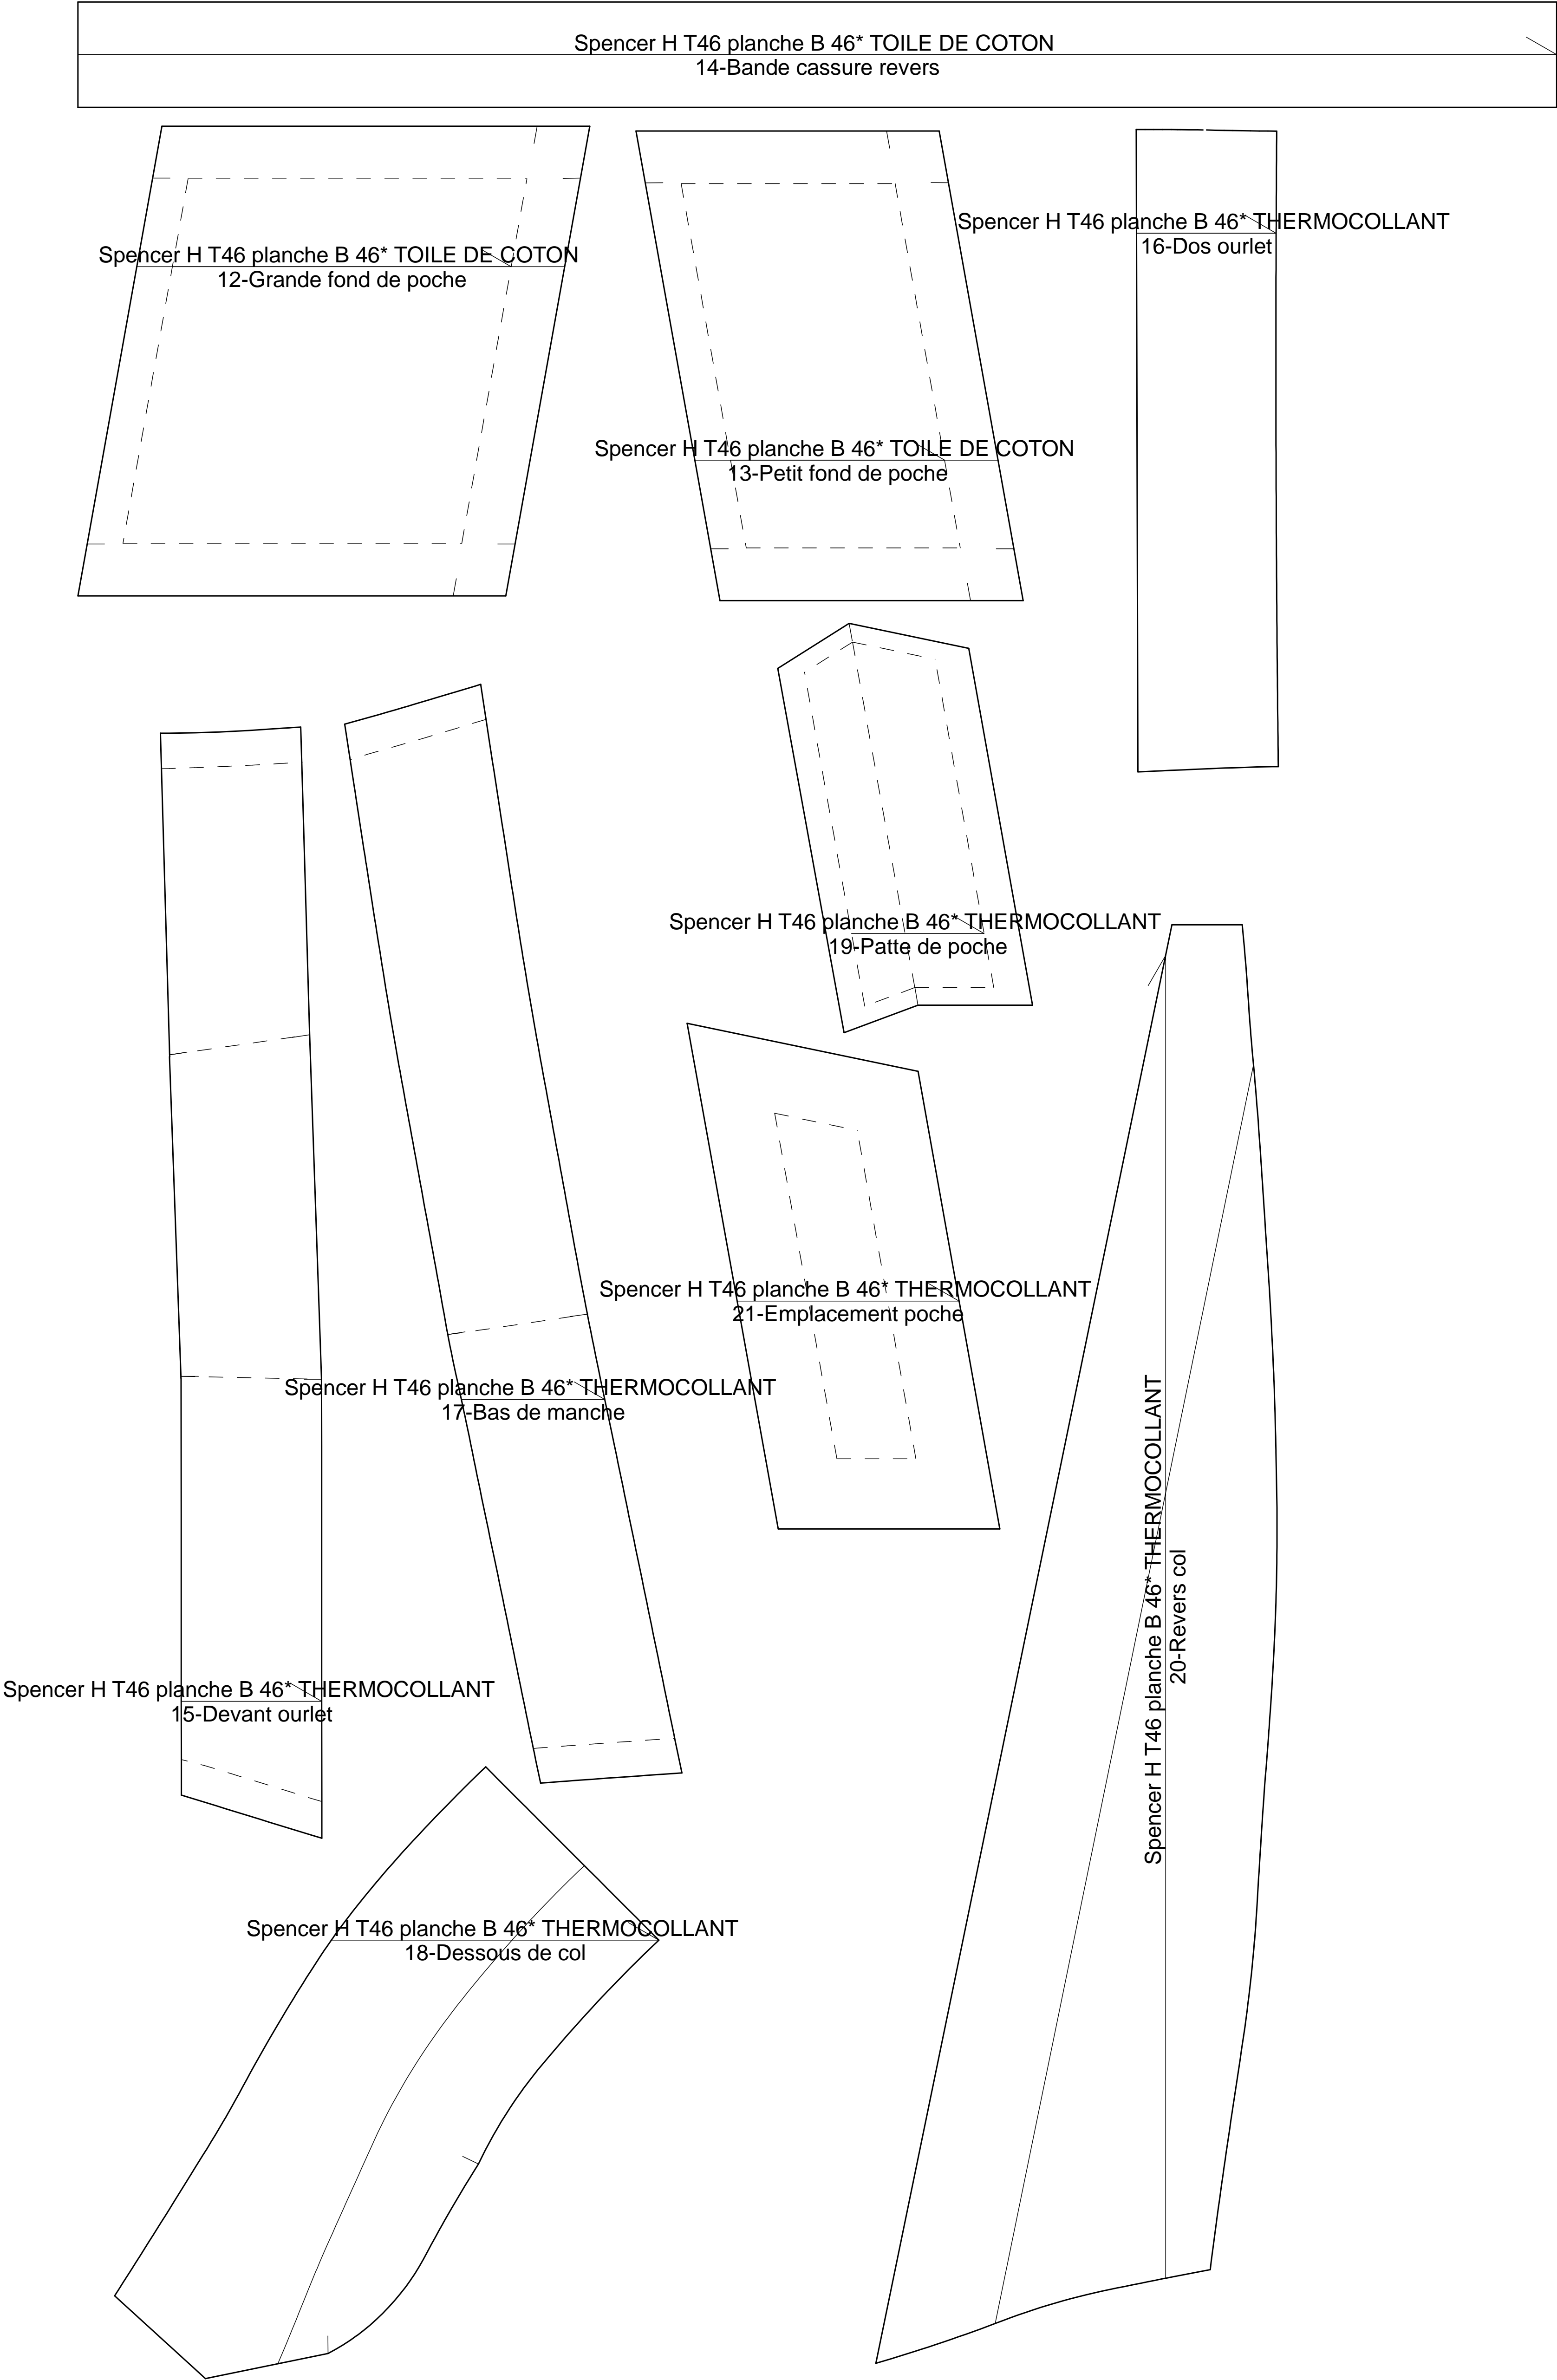 Spencer H T46 planche B 46* TOILE DE COTON
14-Bande cassure revers
Spencer H T46 planche B 46* TOILE DE COTON
12-Grande fond de poche
Spencer H T46 planche B 46* TOILE DE COTON
13-Petit fond de poche
Spencer H T46 planche B 46* THERMOCOLLANT
16-Dos ourlet
Spencer H T46 planche B 46* THERMOCOLLANT
19-Patte de poche
Spencer H T46 planche B 46* THERMOCOLLANT
21-Emplacement poche
Spencer H T46 planche B 46* THERMOCOLLANT
17-Bas de manche
Spencer H T46 planche B 46* THERMOCOLLANT
20-Revers col
Spencer H T46 planche B 46* THERMOCOLLANT
15-Devant ourlet
Spencer H T46 planche B 46* THERMOCOLLANT
18-Dessous de col